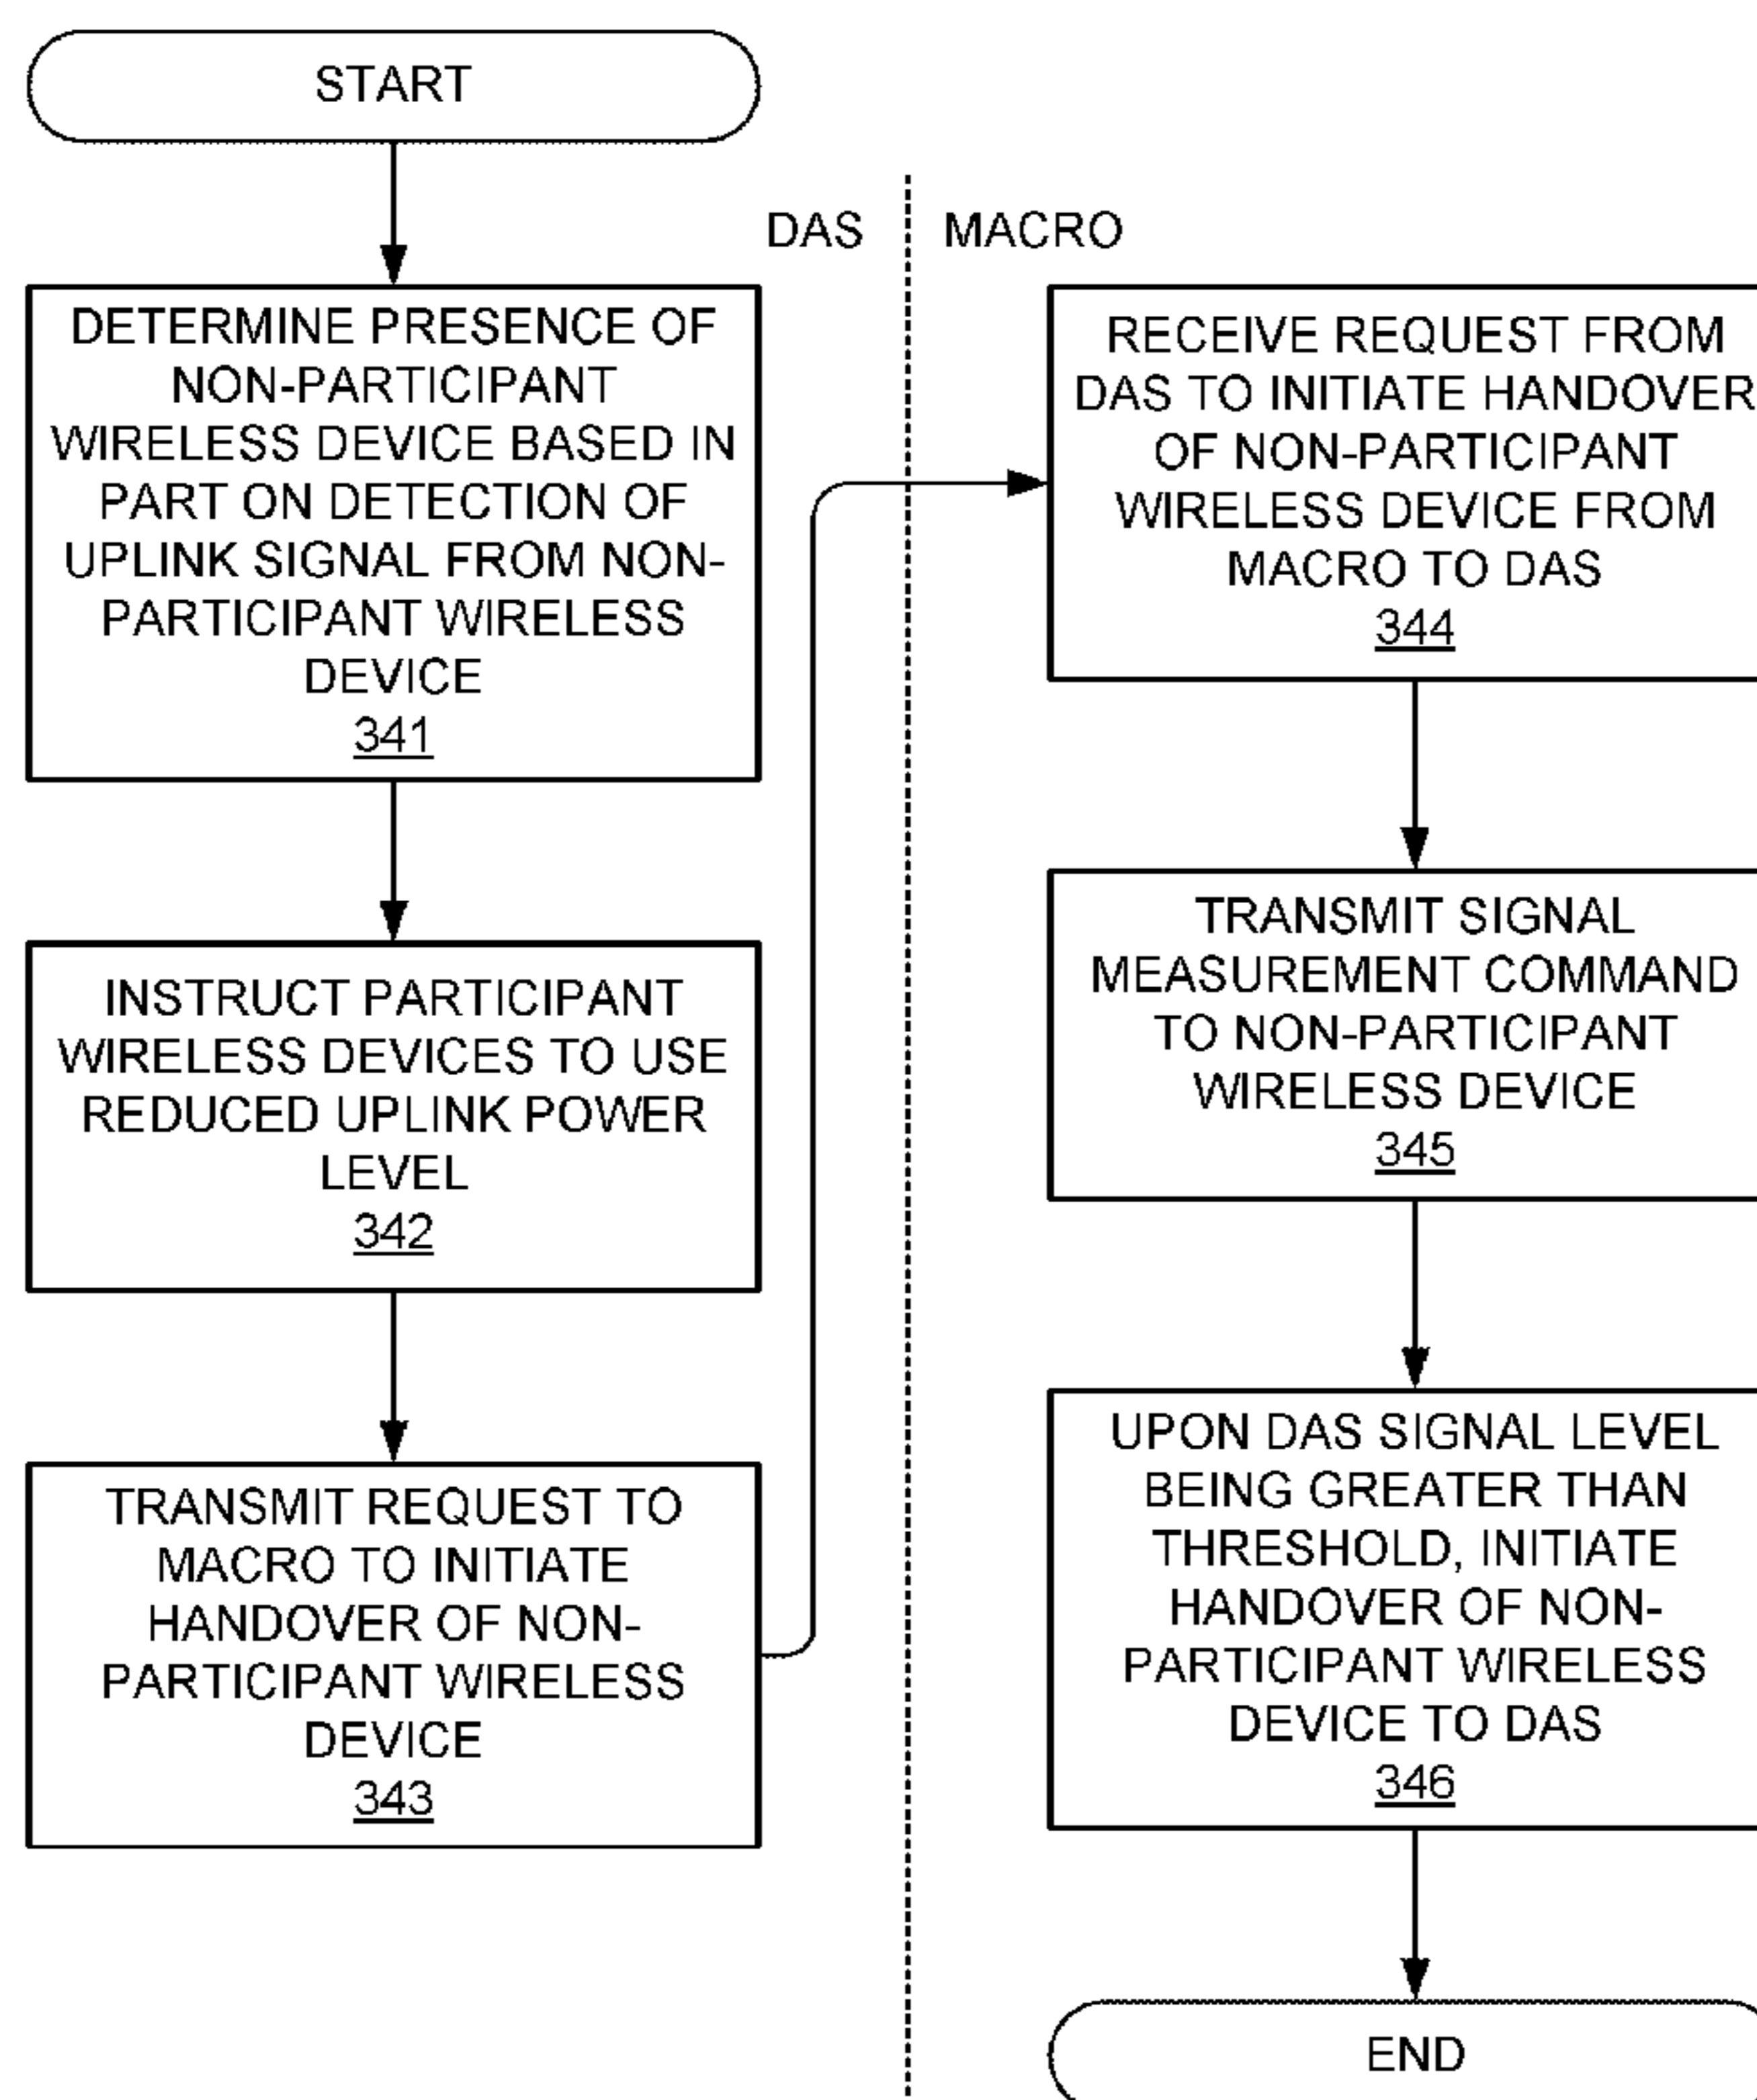 START
DAS
MACRO
DETERMINE PRESENCE OF
NON-PARTICIPANT
WIRELESS DEVICE BASED IN
PART ON DETECTION OF
UPLINK SIGNAL FROM NON-
PARTICIPANT WIRELESS
DEVICE
341
INSTRUCT PARTICIPANT
WIRELESS DEVICES TO USE
REDUCED UPLINK POWER
LEVEL
342
TRANSMIT REQUEST TO
MACRO TO INITIATE
HANDOVER OF NON-
PARTICIPANT WIRELESS
DEVICE
343
RECEIVE REQUEST FROM
DAS TO INITIATE HANDOVER
OF NON-PARTICIPANT
WIRELESS DEVICE FROM
MACRO TO DAS
344
TRANSMIT SIGNAL
MEASUREMENT COMMAND
TO NON-PARTICIPANT
WIRELESS DEVICE
345
UPON DAS SIGNAL LEVEL
BEING GREATER THAN
THRESHOLD, INITIATE
HANDOVER OF NON-
PARTICIPANT WIRELESS
DEVICE TO DAS
346
END